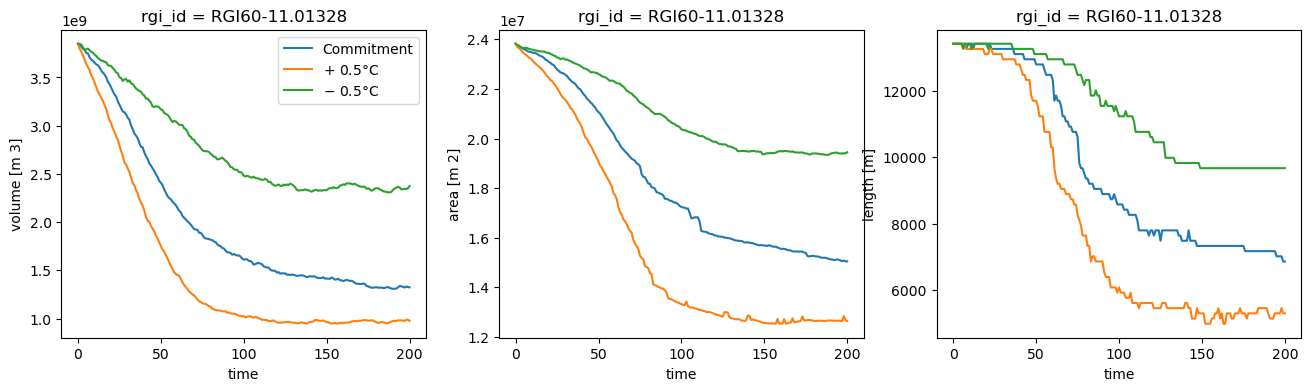 rgi_id = RGI60-11.01328
1e9
volume [m 3]
3.5
3.0
2.5
2.0
1.5
1.0
0
50
100
150
200
time
Commitment
+ 0.5°C
− 0.5°C
rgi_id = RGI60-11.01328
1e7
area [m 2]
2.4
2.2
2.0
1.8
1.6
1.4
1.2
0
50
100
150
200
time
rgi_id = RGI60-11.01328
length [m]
12000
10000
8000
6000
0
50
100
150
200
time